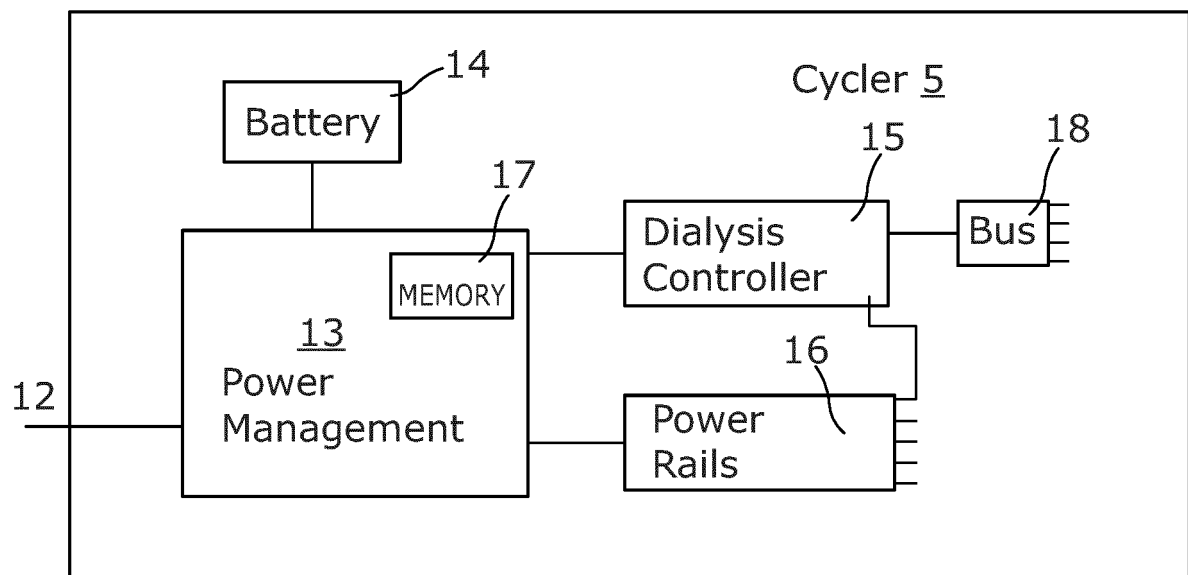 14
Battery
Cycler 5
15
18
17
Dialysis
Controller
Bus
MEMORY
13
Power
Management
12
16
Power
Rails